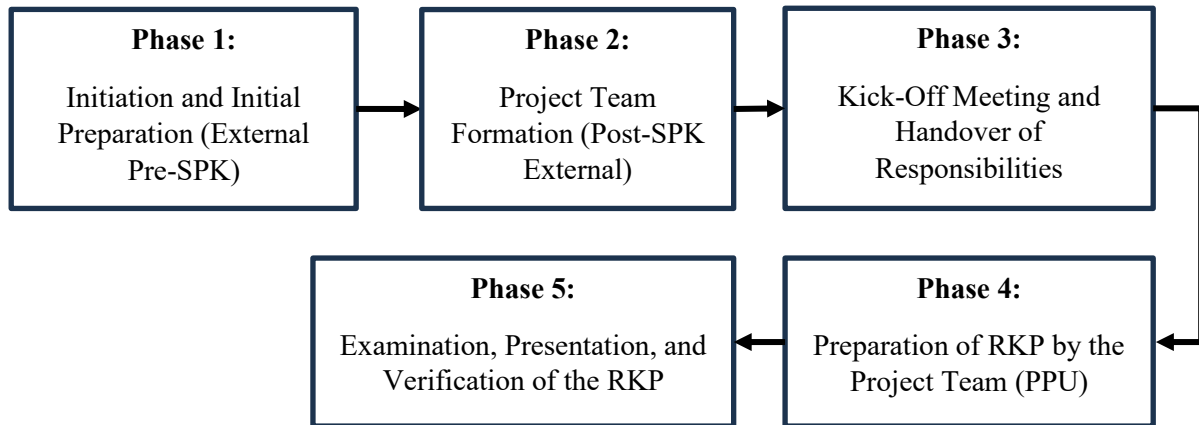 Phase 1:
Initiation and Initial
Preparation (External
Pre-SPK)
Phase 2:
Project Team
Formation (Post-SPK
External)
Phase 3:
Kick-Off Meeting and
Handover of
Responsibilities
Phase 4:
Preparation of RKP by the
Project Team (PPU)
Phase 5:
Examination, Presentation, and
Verification of the RKP